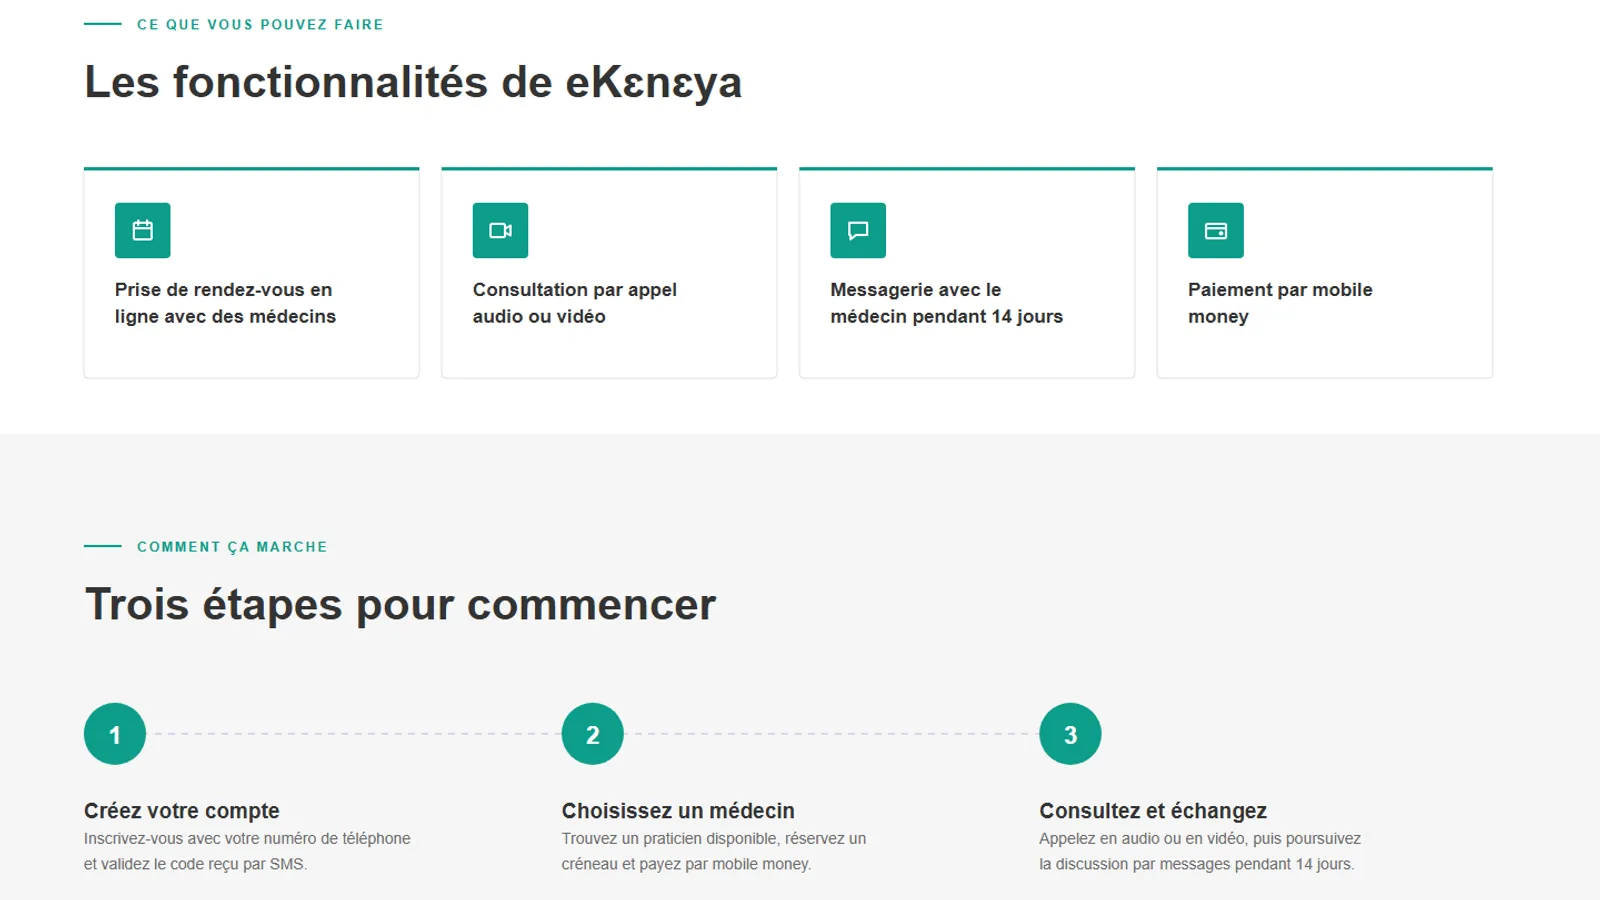 CE QUE VOUS POUVEZ FAIRE
Les fonctionnalités de eKɛnɛya
Prise de rendez-vous en
ligne avec des médecins
Consultation par appel
audio ou vidéo
Messagerie avec le
médecin pendant 14 jours
Paiement par mobile
money
COMMENT ÇA MARCHE
Trois étapes pour commencer
1
Créez votre compte
Inscrivez-vous avec votre numéro de téléphone
et validez le code reçu par SMS.
2
Choisissez un médecin
Trouvez un praticien disponible, réservez un
créneau et payez par mobile money.
3
Consultez et échangez
Appelez en audio ou en vidéo, puis poursuivez
la discussion par messages pendant 14 jours.